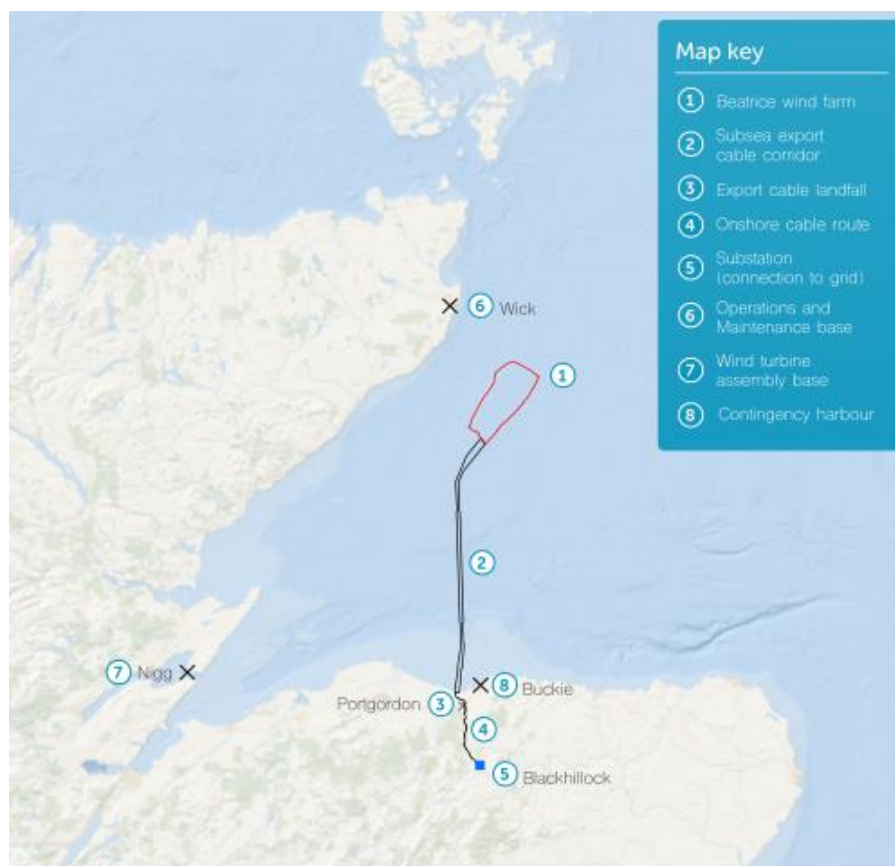 Map key
1 Beatrice wind farm
2 Subsea export
cable corridor
3 Export cable landfall
4 Onshore cable route
5 Substation
(connection to grid)
6 Operations and
Maintenance base
7 Wind turbine
assembly base
8 Contingency harbour
6 Wick
1
2
7 Nigg
8 Buckie
Portgordon 3
4
5 Blackhillock